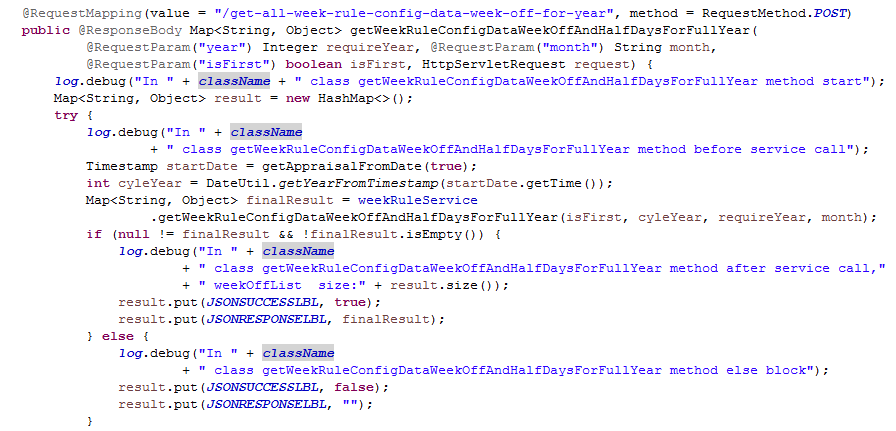 @RequestMapping(value = "/get-all-week-rule-config-data-week-off-for-year", method = RequestMethod.POST)
public @ResponseBody Map<String, Object> getWeekRuleConfigDataWeekOffAndHalfDaysForFullYear(
@RequestParam("year") Integer requireYear, @RequestParam("month") String month,
@RequestParam("isFirst") boolean isFirst, HttpServletRequest request) {
log.debug("In " + className + " class getWeekRuleConfigDataWeekOffAndHalfDaysForFullYear method start");
Map<String, Object> result = new HashMap<>();
try {
log.debug("In " + className
+ " class getWeekRuleConfigDataWeekOffAndHalfDaysForFullYear method before service call");
Timestamp startDate = getAppraisalFromDate(true);
int cyleYear = DateUtil.getYearFromTimestamp(startDate.getTime());
Map<String, Object> finalResult = weekRuleService
.getWeekRuleConfigDataWeekOffAndHalfDaysForFullYear(isFirst, cyleYear, requireYear, month);
if (null != finalResult && !finalResult.isEmpty()) {
log.debug("In " + className
+ " class getWeekRuleConfigDataWeekOffAndHalfDaysForFullYear method after service call,"
+ " weekOffList  size:" + result.size());
result.put(JSONSUCCESSLBL, true);
result.put(JSONRESPONSELBL, finalResult);
} else {
log.debug("In " + className
+ " class getWeekRuleConfigDataWeekOffAndHalfDaysForFullYear method else block");
result.put(JSONSUCCESSLBL, false);
result.put(JSONRESPONSELBL, "");
}